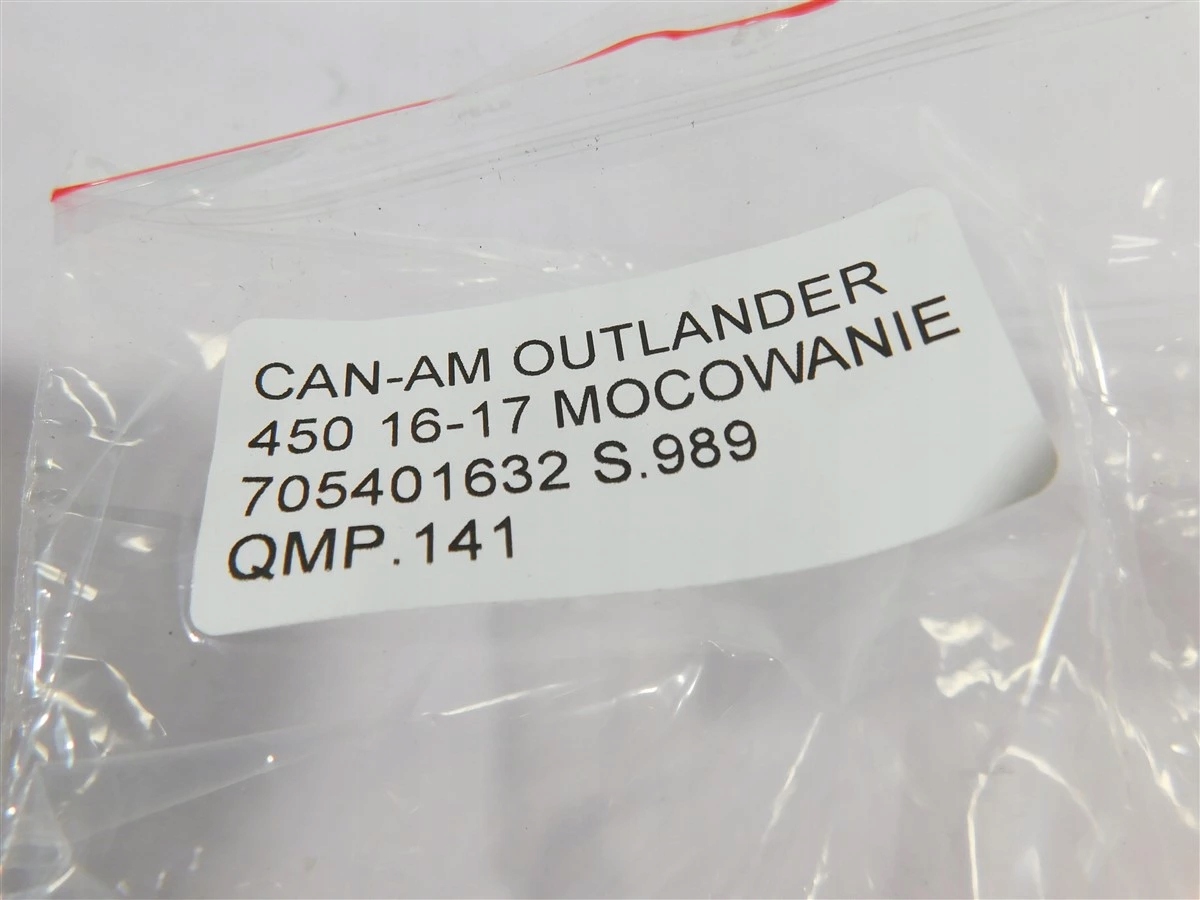 CAN-AM OUTLANDER
450 16-17 MOCOWANIE
705401632 S.989
QMP.141